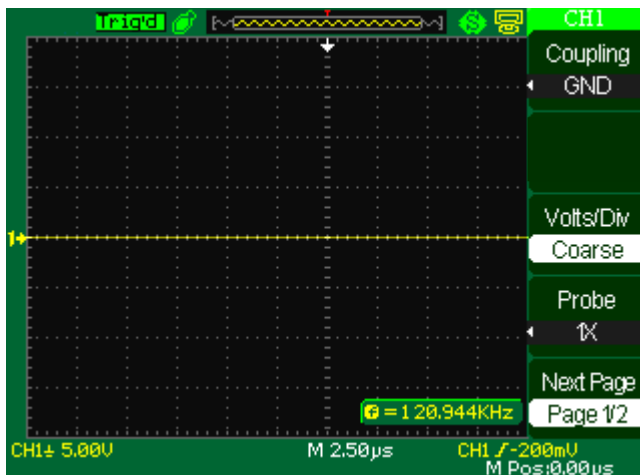 Trig'd CH1
Coupling
GND
Volts/Div
Coarse
Probe
1X
Next Page
Page 1/2
1
f = 120.944KHz
CH1 5.00V M 2.50µs CH1 -200mV
M Pos:0.00µs